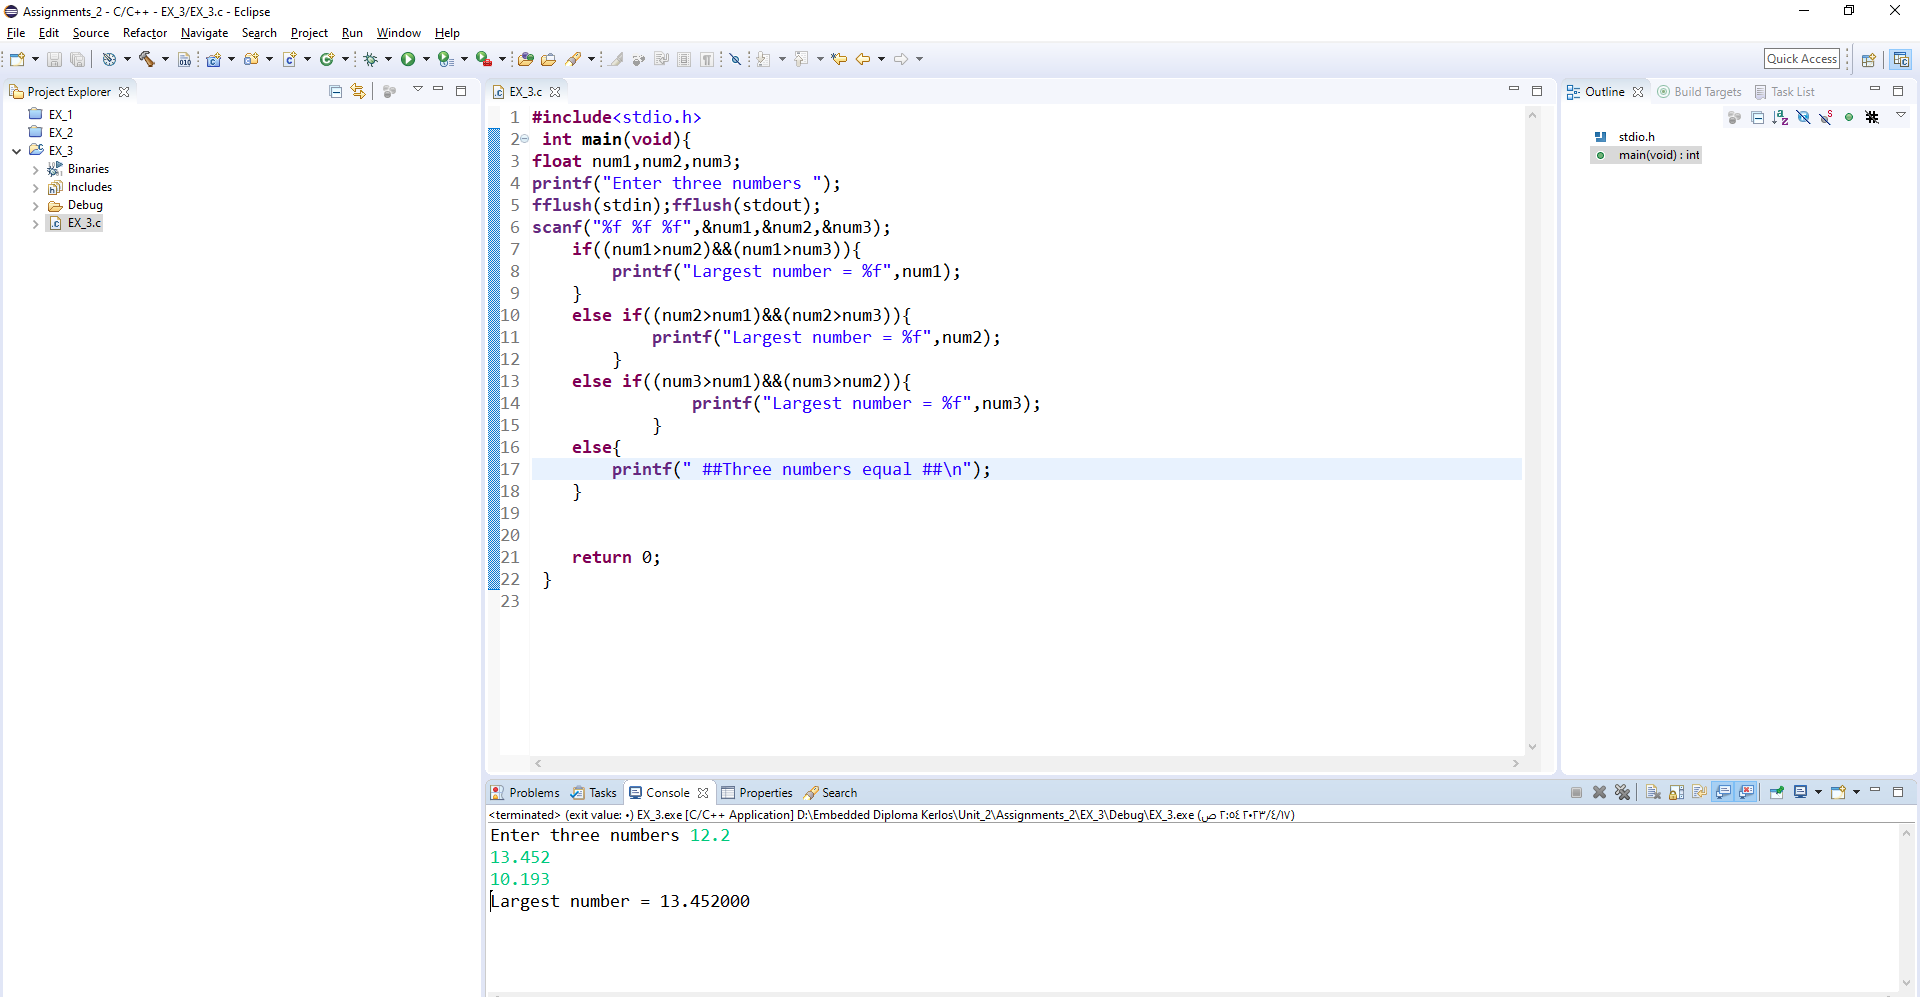 Assignments_2 - C/C++ - EX_3/EX_3.c - Eclipse
File Edit Source Refactor Navigate Search Project Run Window Help
Quick Access
Project Explorer
EX_1
EX_2
EX_3
Binaries
Includes
Debug
EX_3.c
EX_3.c
1 #include<stdio.h>
2 int main(void){
3 float num1,num2,num3;
4 printf("Enter three numbers ");
5 fflush(stdin);fflush(stdout);
6 scanf("%f %f %f",&num1,&num2,&num3);
7 if((num1>num2)&&(num1>num3)){
8 printf("Largest number = %f",num1);
9 }
10 else if((num2>num1)&&(num2>num3)){
11 printf("Largest number = %f",num2);
12 }
13 else if((num3>num1)&&(num3>num2)){
14 printf("Largest number = %f",num3);
15 }
16 else{
17 printf(" ##Three numbers equal ##\n");
18 }
19
20
21 return 0;
22 }
23
Outline Build Targets Task List
stdio.h
main(void) : int
Problems Tasks Console Properties Search
<terminated> (exit value: ٠) EX_3.exe [C/C++ Application] D:\Embedded Diploma Kerlos\Unit_2\Assignments_2\EX_3\Debug\EX_3.exe (ص ٢:٥٤ ٢٠٢٣/٤/١٧)
Enter three numbers 12.2
13.452
10.193
Largest number = 13.452000